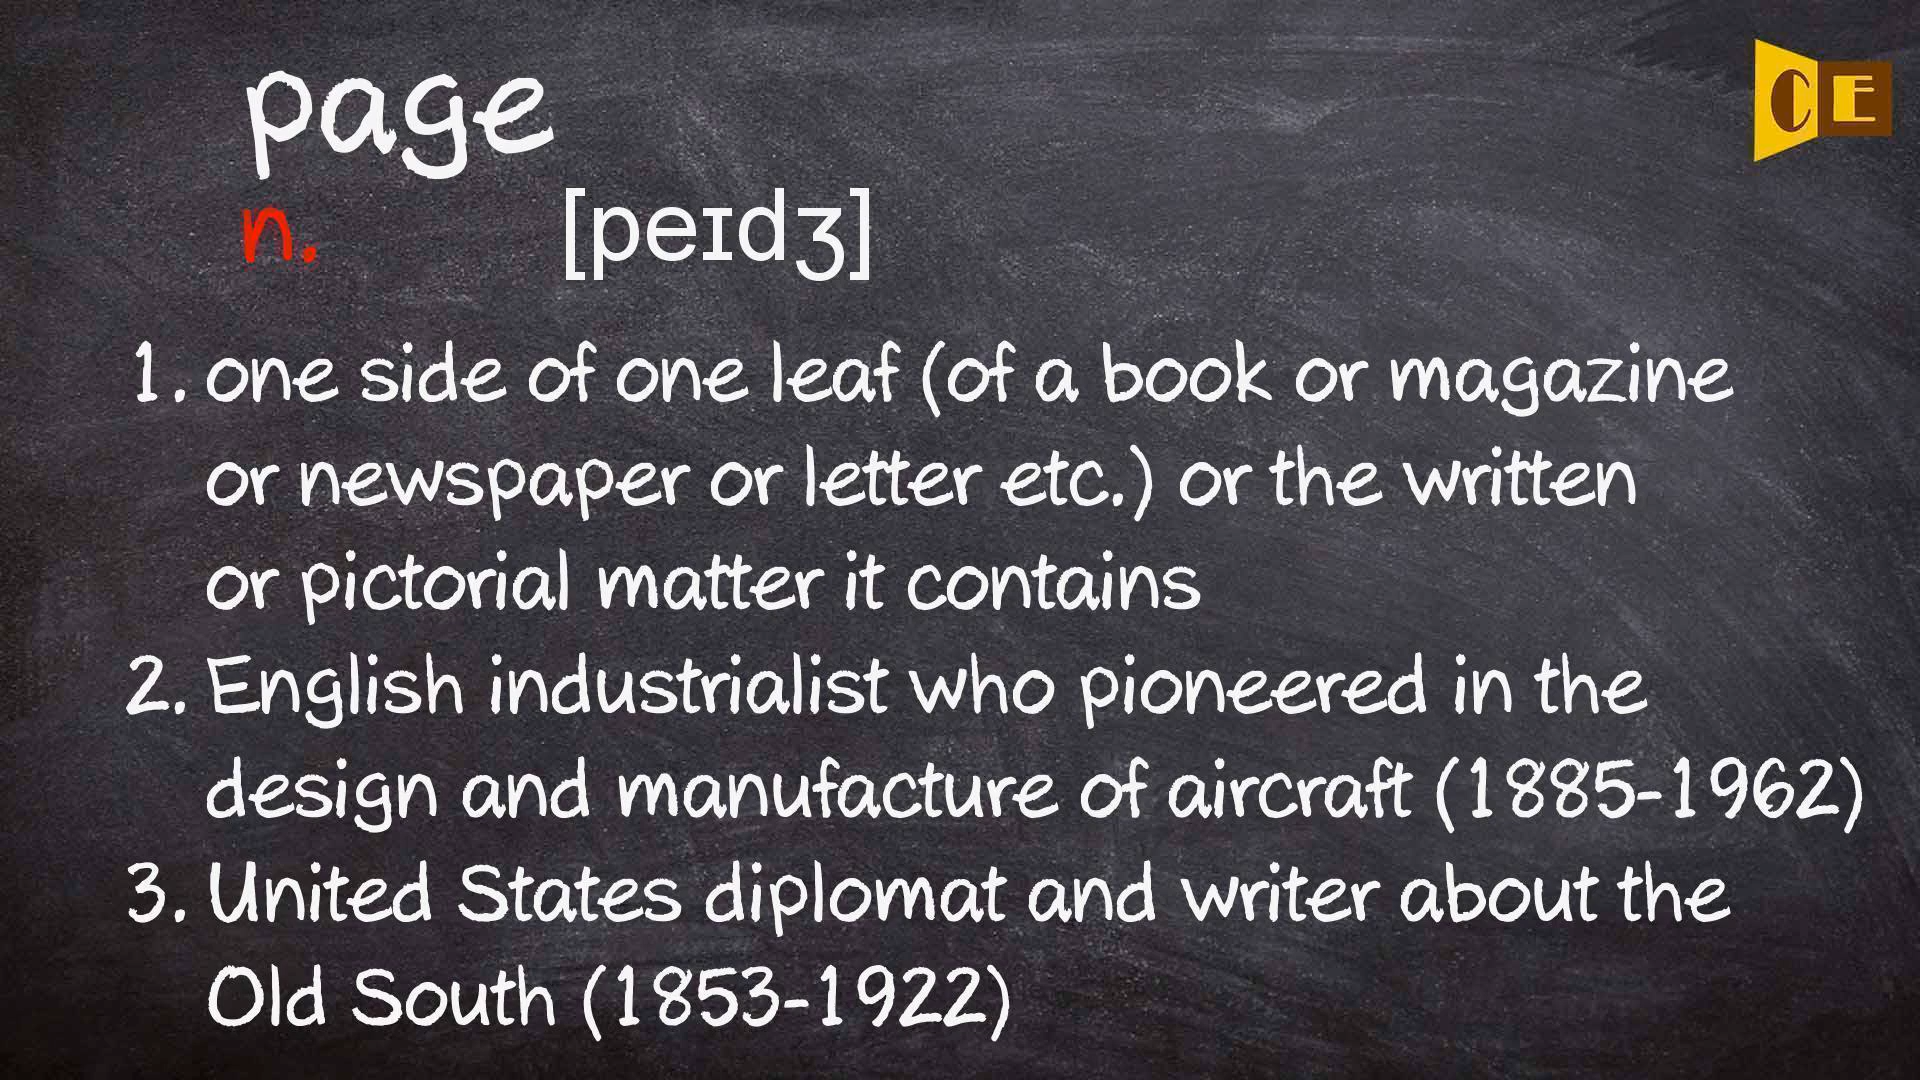 page
n. [peɪdʒ]
1. one side of one leaf (of a book or magazine
or newspaper or letter etc.) or the written
or pictorial matter it contains
2. English industrialist who pioneered in the
design and manufacture of aircraft (1885-1962)
3. United States diplomat and writer about the
Old South (1853-1922)
CE